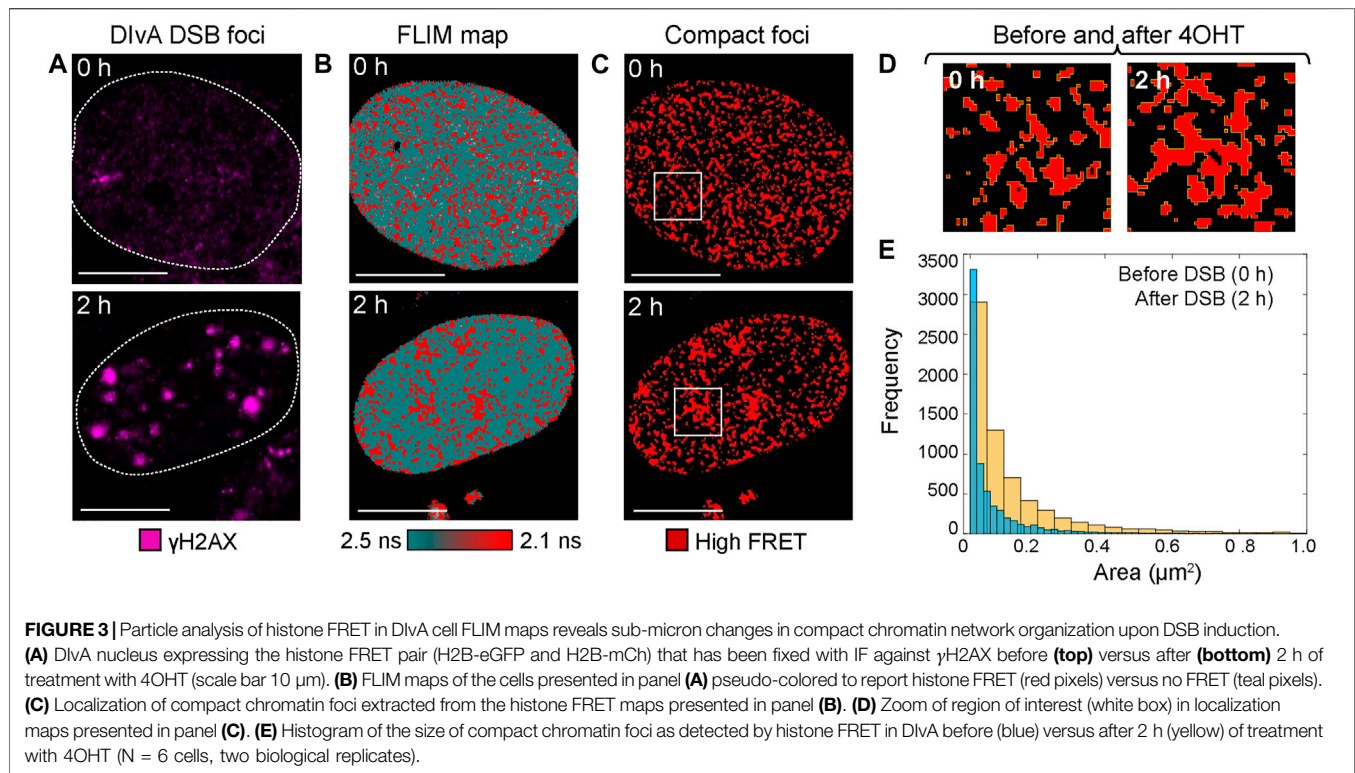 DIvA DSB foci
FLIM map
Compact foci
Before and after 4OHT
A
B
C
D
0 h
0 h
0 h
0 h
2 h
2 h
2 h
2 h
γH2AX
2.5 ns
2.1 ns
High FRET
E
Before DSB (0 h)
After DSB (2 h)
Frequency
3500
3000
2500
2000
1500
1000
500
0
0
0.2
0.4
0.6
0.8
1.0
Area (µm²)
FIGURE 3 | Particle analysis of histone FRET in DIvA cell FLIM maps reveals sub-micron changes in compact chromatin network organization upon DSB induction.
(A) DIvA nucleus expressing the histone FRET pair (H2B-eGFP and H2B-mCh) that has been fixed with IF against γH2AX before (top) versus after (bottom) 2 h of
treatment with 4OHT (scale bar 10 µm). (B) FLIM maps of the cells presented in panel (A) pseudo-colored to report histone FRET (red pixels) versus no FRET (teal pixels).
(C) Localization of compact chromatin foci extracted from the histone FRET maps presented in panel (B). (D) Zoom of region of interest (white box) in localization
maps presented in panel (C). (E) Histogram of the size of compact chromatin foci as detected by histone FRET in DIvA before (blue) versus after 2 h (yellow) of treatment
with 4OHT (N = 6 cells, two biological replicates).